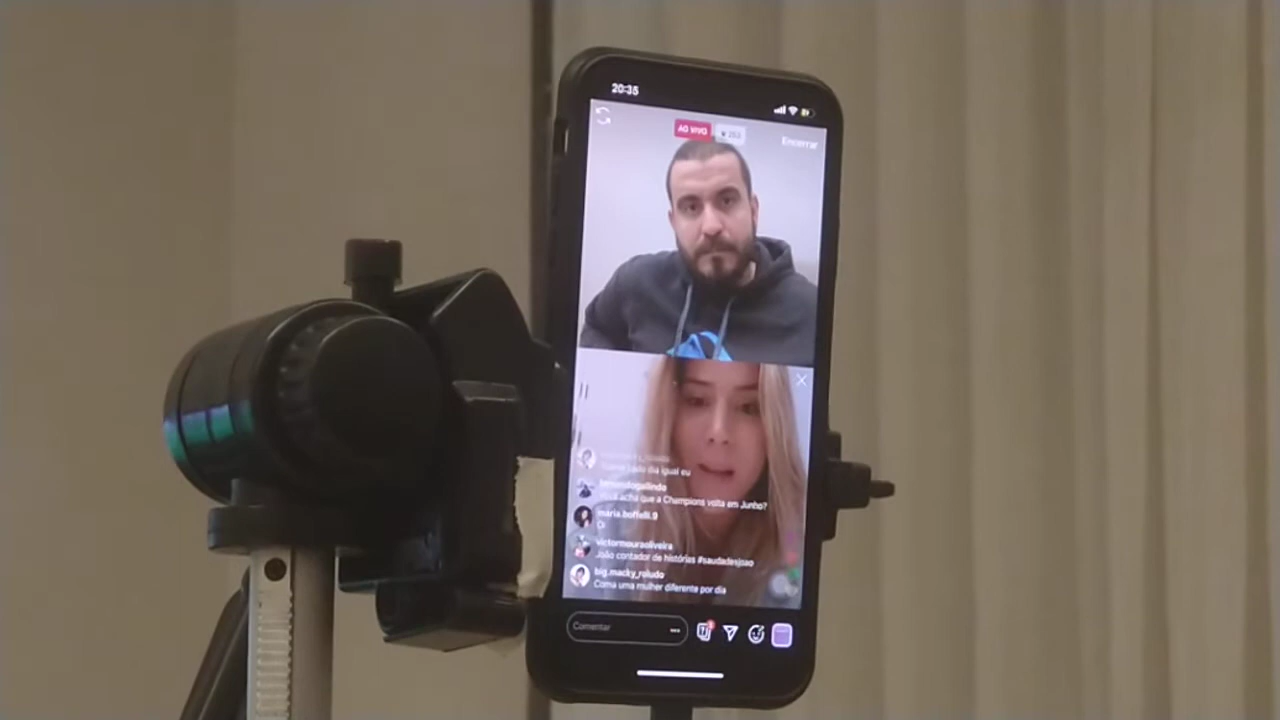 20:35
AO VIVO
Encerrar
dia igual eu
Você acha que a Champions volta em Junho?
maria.boffelli.9
Oi
victormouraoliveira
João contador de histórias #saudadesjoao
big.macky_roludo
Coma uma mulher diferente por dia
Comentar